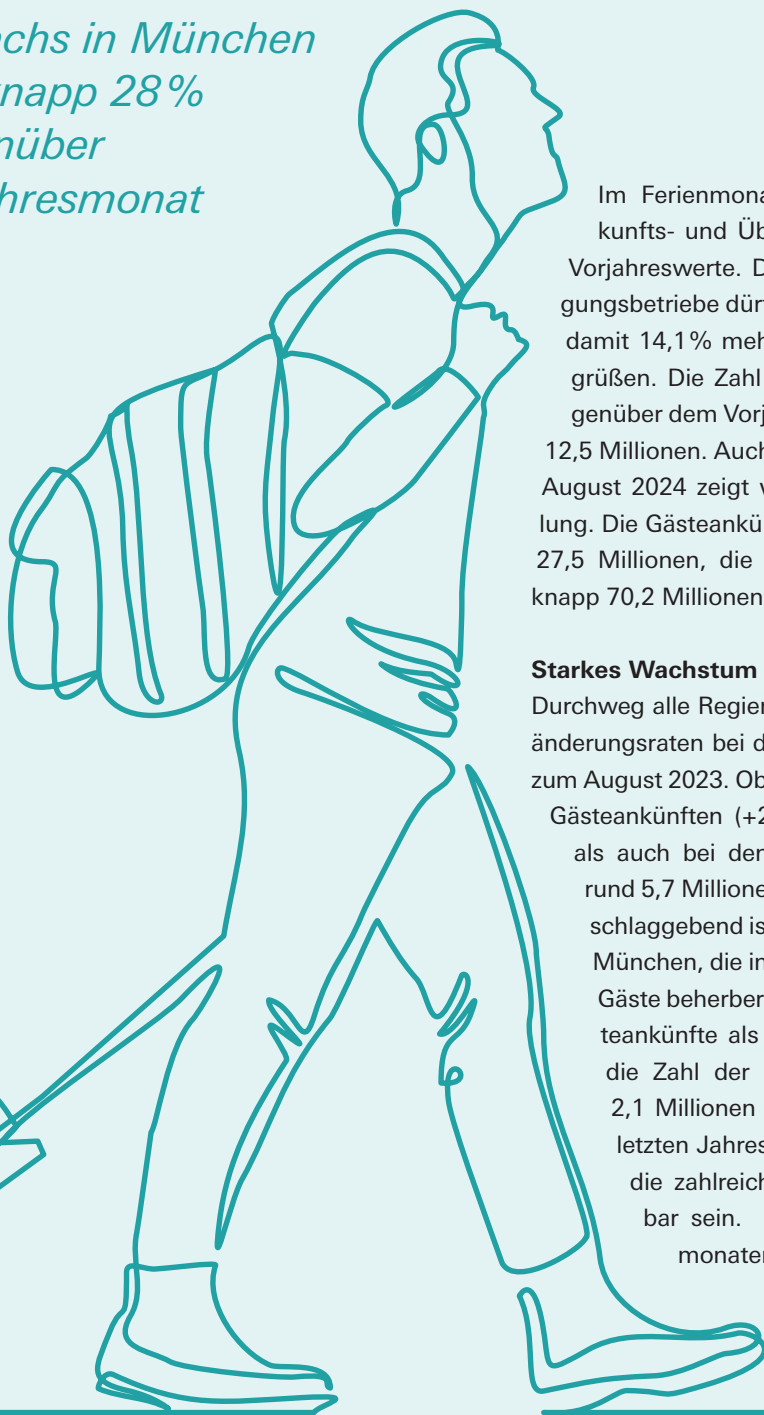 achs in München
knapp 28 %
nüber
hresmonat
Im Ferienmona
kunfts- und Üb
Vorjahreswerte. D
gungsbetriebe dür
damit 14,1 % meh
grüßen. Die Zahl
genüber dem Vorj
12,5 Millionen. Auch
August 2024 zeigt v
lung. Die Gästeankü
27,5 Millionen, die
knapp 70,2 Millionen
Starkes Wachstum
Durchweg alle Regier
änderungsraten bei d
zum August 2023. Ob
Gästeankünften (+2
als auch bei den
rund 5,7 Millione
schlaggebend is
München, die in
Gäste beherber
teankünfte als
die Zahl der
2,1 Millionen
letzten Jahres
die zahlreich
bar sein.
monaten